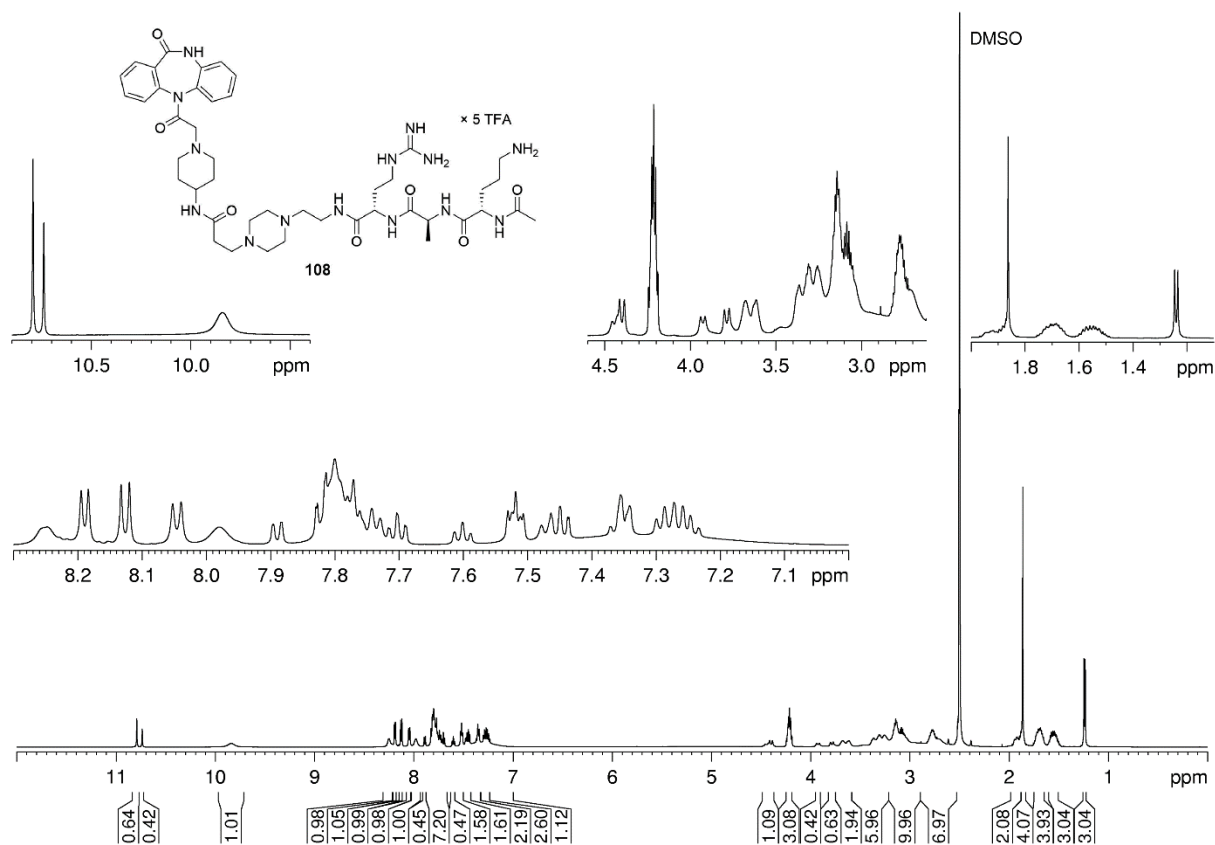 DMSO
O
NH
N
O
N
HN
O
N
N
H
N
O
HN
NH
NH2
N
H
O
H
N
O
NH2
N
H
O
× 5 TFA
108
10.5 10.0 ppm
4.5 4.0 3.5 3.0 ppm
1.8 1.6 1.4 ppm
8.2 8.1 8.0 7.9 7.8 7.7 7.6 7.5 7.4 7.3 7.2 7.1 ppm
11 10 9 8 7 6 5 4 3 2 1 ppm
0.64 0.42 1.01 0.98 1.05 0.99 0.98 1.00 0.45 7.20 0.47 1.58 1.61 2.19 2.60 1.12 1.09 3.08 0.42 0.63 1.94 5.96 9.96 6.97 2.08 4.07 3.93 3.04 3.04